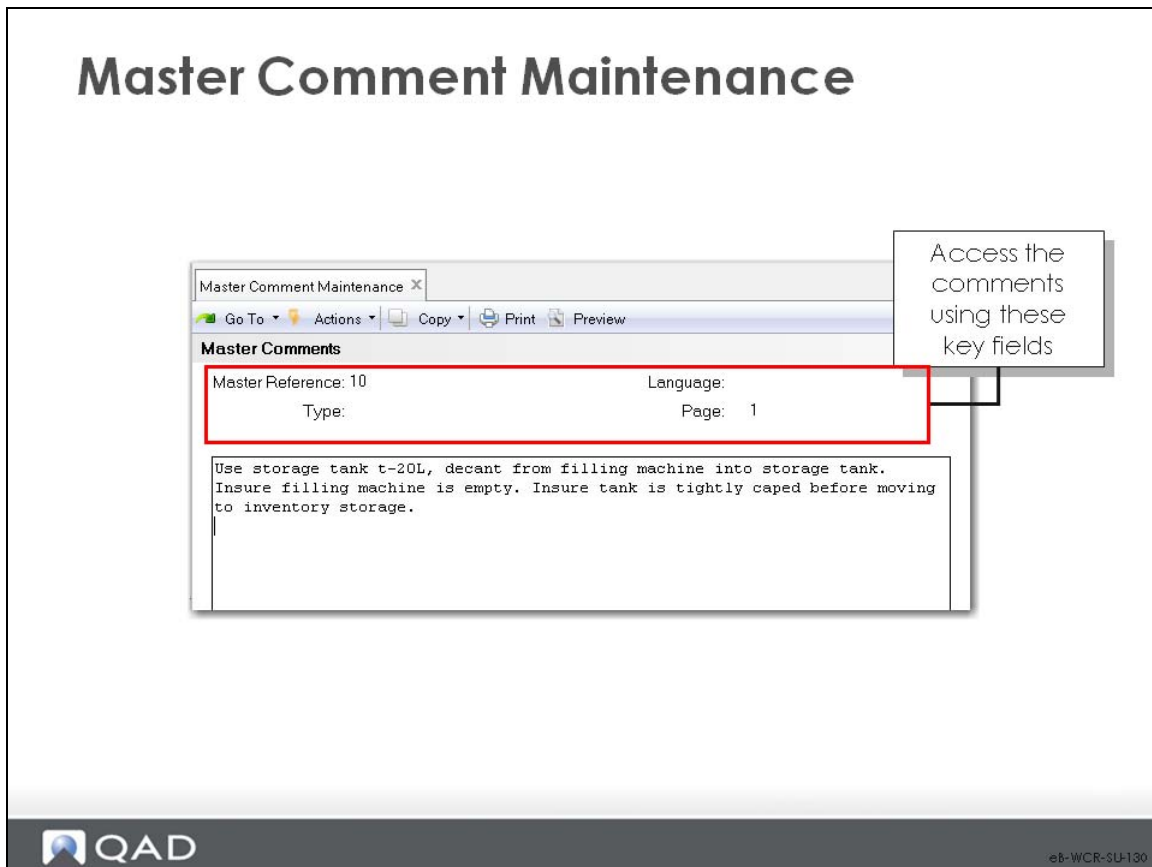 Master Comment Maintenance
Access the
comments
using these
key fields
Master Comment Maintenance
Go To Actions Copy Print Preview
Master Comments
Master Reference: 10 Language:
Type: Page: 1
Use storage tank t-20L, decant from filling machine into storage tank.
Insure filling machine is empty. Insure tank is tightly caped before moving
to inventory storage.
QAD
eB-WCR-SU-130